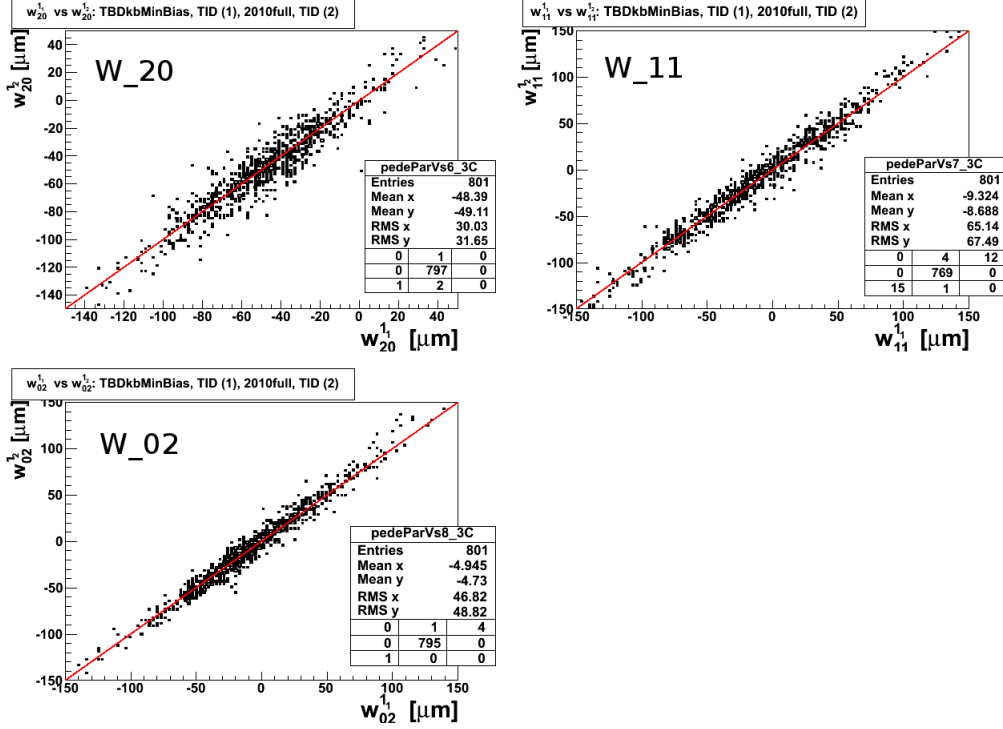 w^{1_1}_{20} vs w^{1_2}_{20}: TBDkbMinBias, TID (1), 2010full, TID (2)
w^{1_2}_{20} [μm]
W_20
40
20
0
-20
-40
-60
-80
-100
-120
-140
pedeParVs6_3C
Entries 801
Mean x -48.39
Mean y -49.11
RMS x 30.03
RMS y 31.65
0 1 0
0 797 0
1 2 0
-140 -120 -100 -80 -60 -40 -20 0 20 40
w^{1_1}_{20} [μm]
w^{1_1}_{11} vs w^{1_2}_{11}: TBDkbMinBias, TID (1), 2010full, TID (2)
w^{1_2}_{11} [μm]
W_11
150
100
50
0
-50
-100
-150
pedeParVs7_3C
Entries 801
Mean x -9.324
Mean y -8.688
RMS x 65.14
RMS y 67.49
0 4 12
0 769 0
15 1 0
-150 -100 -50 0 50 100 150
w^{1_1}_{11} [μm]
w^{1_1}_{02} vs w^{1_2}_{02}: TBDkbMinBias, TID (1), 2010full, TID (2)
w^{1_2}_{02} [μm]
W_02
150
100
50
0
-50
-100
-150
pedeParVs8_3C
Entries 801
Mean x -4.945
Mean y -4.73
RMS x 46.82
RMS y 48.82
0 1 4
0 795 0
1 0 0
-150 -100 -50 0 50 100 150
w^{1_1}_{02} [μm]